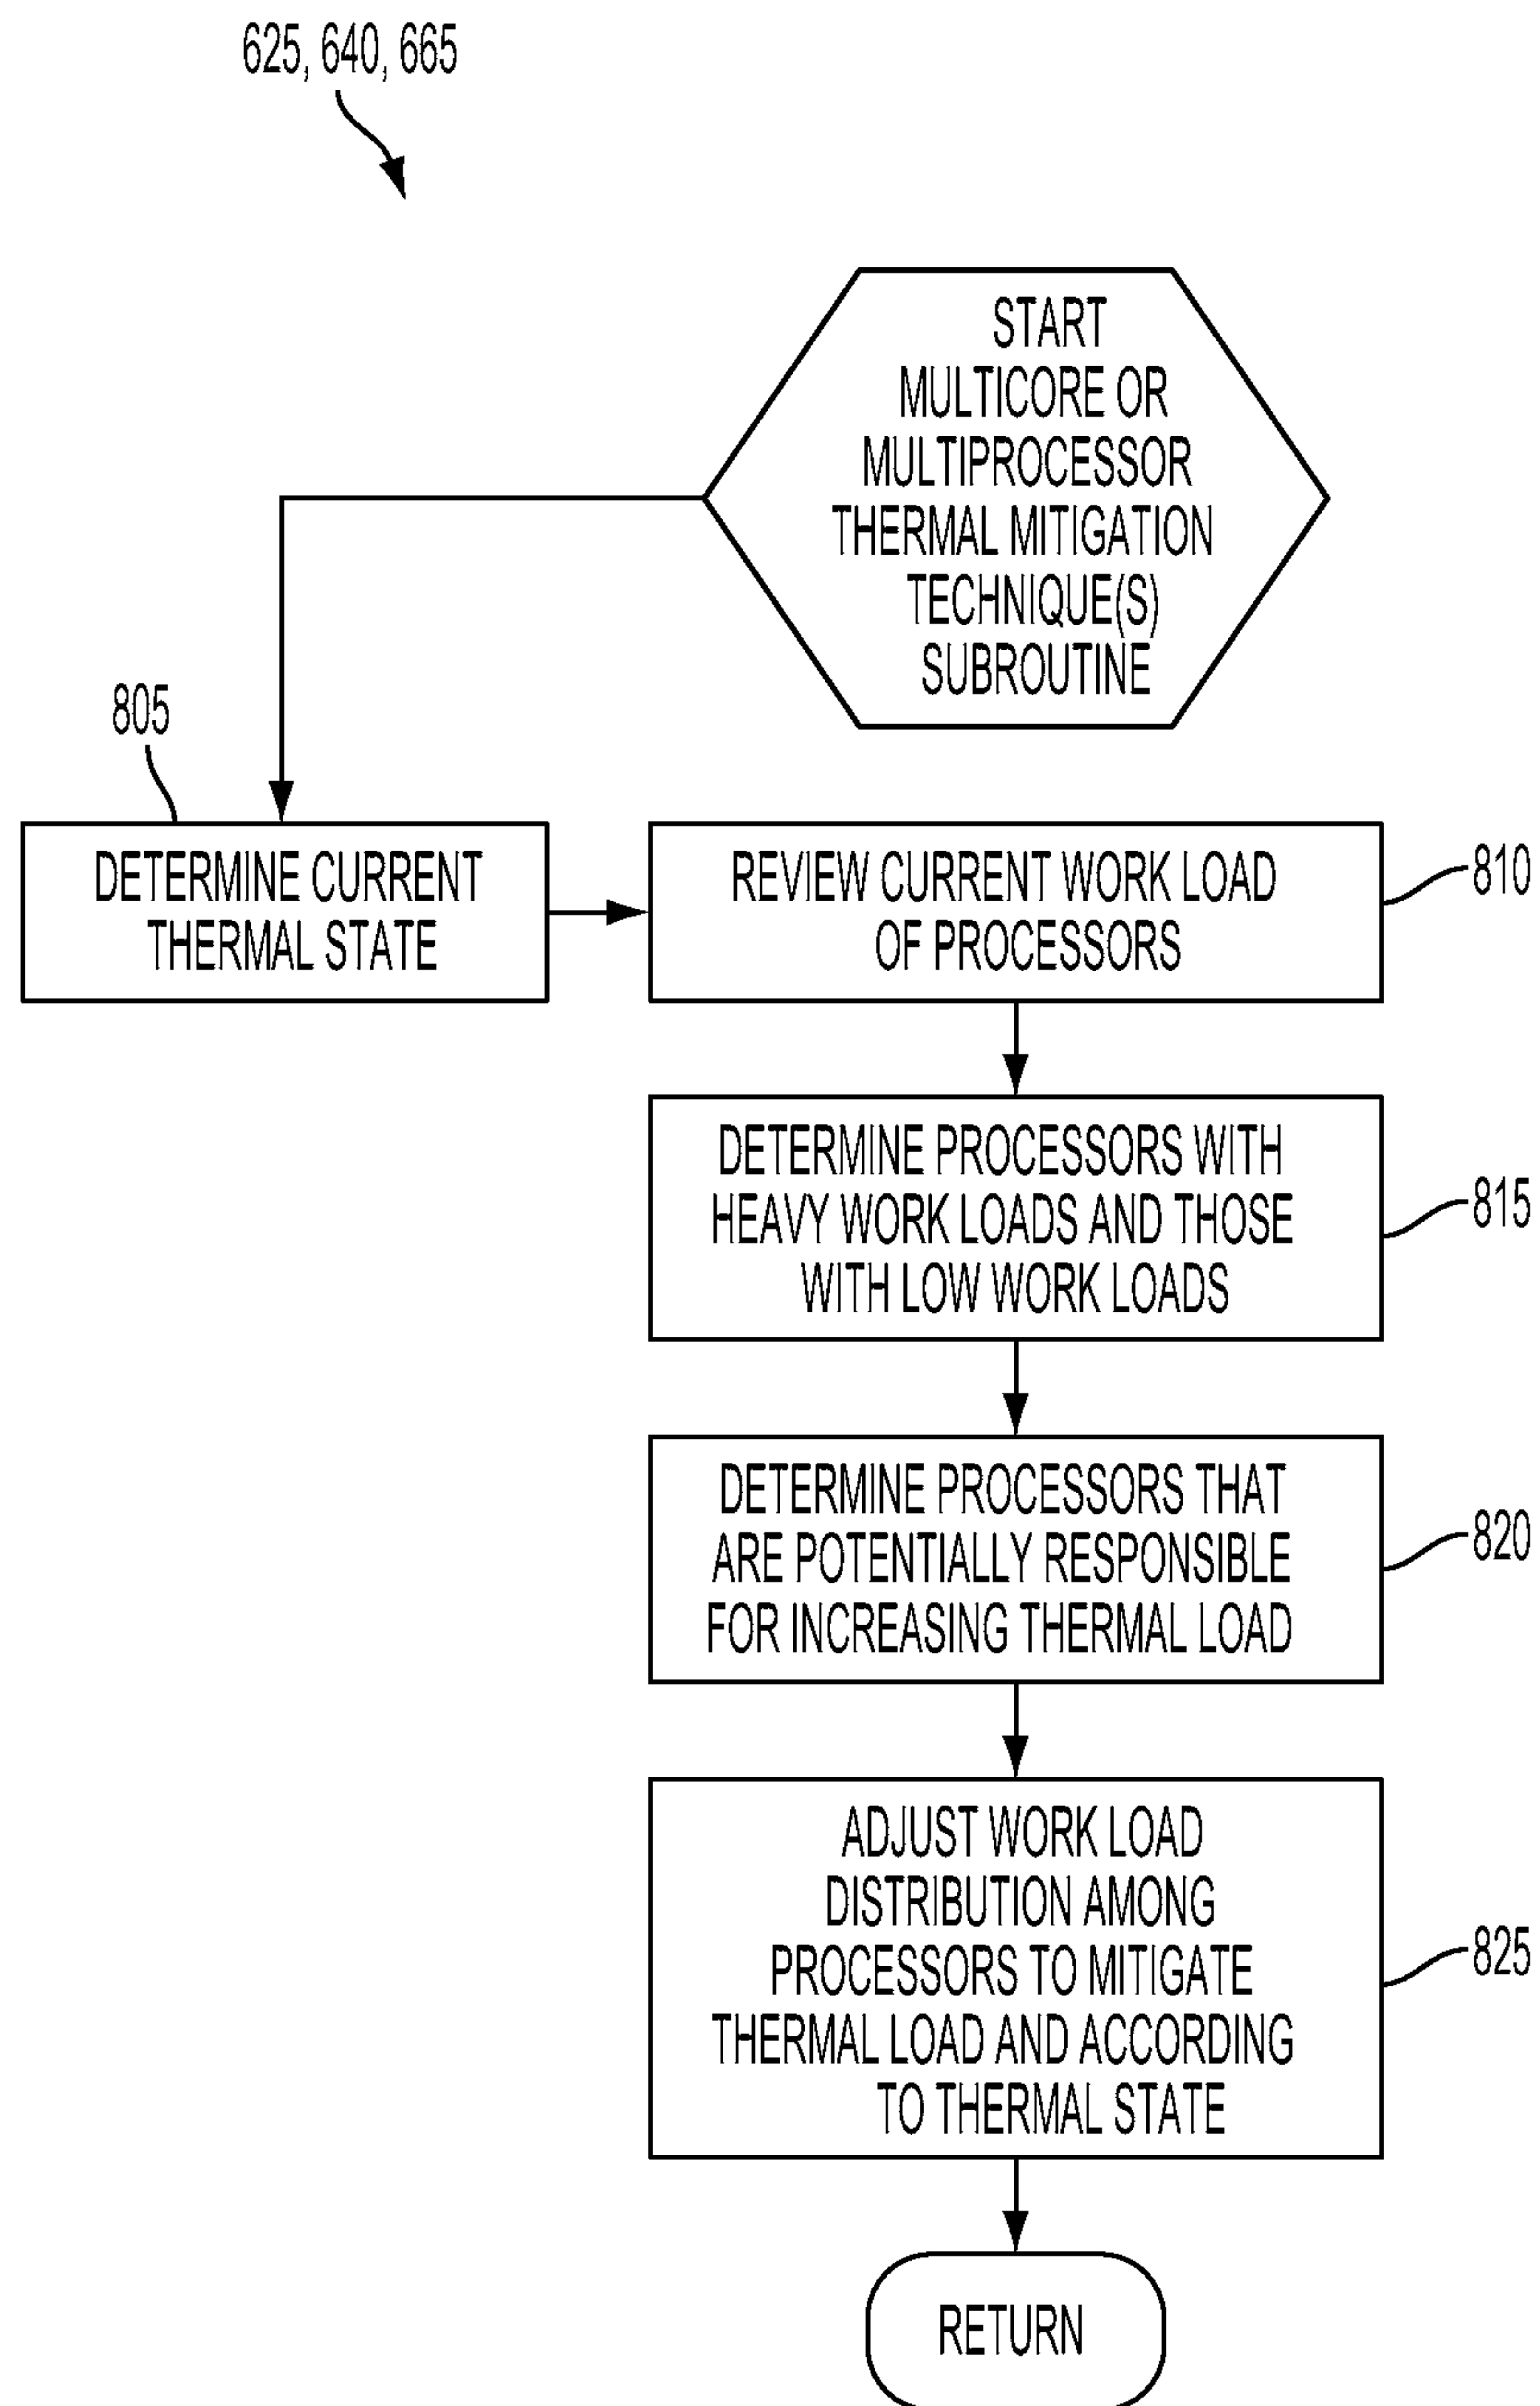 625, 640, 665
START
MULTICORE OR
MULTIPROCESSOR
THERMAL MITIGATION
TECHNIQUE(S)
SUBROUTINE
805
DETERMINE CURRENT
THERMAL STATE
REVIEW CURRENT WORK LOAD
OF PROCESSORS
810
DETERMINE PROCESSORS WITH
HEAVY WORK LOADS AND THOSE
WITH LOW WORK LOADS
815
DETERMINE PROCESSORS THAT
ARE POTENTIALLY RESPONSIBLE
FOR INCREASING THERMAL LOAD
820
ADJUST WORK LOAD
DISTRIBUTION AMONG
PROCESSORS TO MITIGATE
THERMAL LOAD AND ACCORDING
TO THERMAL STATE
825
RETURN